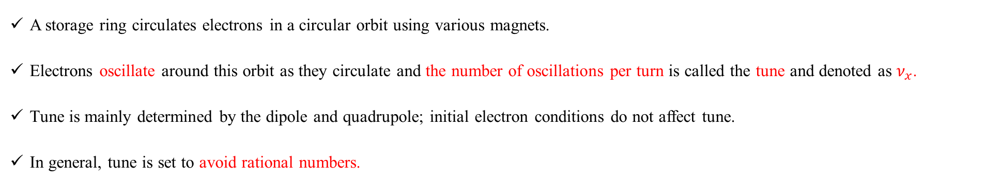 ✓ A storage ring circulates electrons in a circular orbit using various magnets.
✓ Electrons oscillate around this orbit as they circulate and the number of oscillations per turn is called the tune and denoted as νₓ.
✓ Tune is mainly determined by the dipole and quadrupole; initial electron conditions do not affect tune.
✓ In general, tune is set to avoid rational numbers.